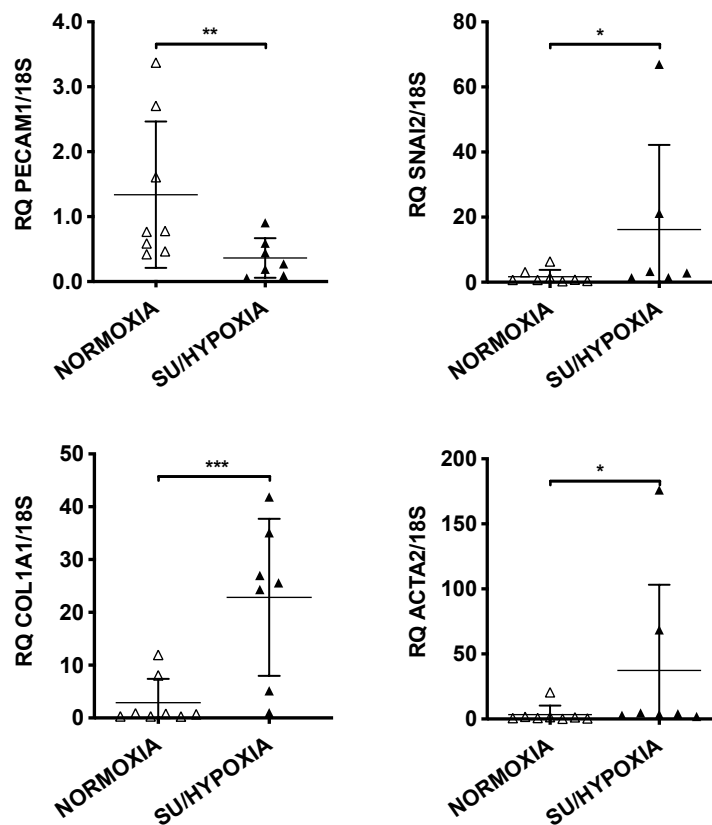 4.0
3.0
2.0
1.0
0.0
RQ PECAM1/18S
**
NORMOXIA
SU/HYPOXIA
80
60
40
20
0
RQ SNAI2/18S
*
NORMOXIA
SU/HYPOXIA
50
40
30
20
10
0
RQ COL1A1/18S
***
NORMOXIA
SU/HYPOXIA
200
150
100
50
0
RQ ACTA2/18S
*
NORMOXIA
SU/HYPOXIA